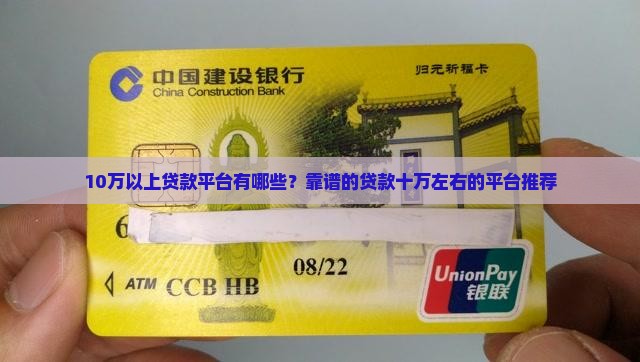 中国建设银行
China Construction Bank
归元祈福卡
10万以上贷款平台有哪些？靠谱的贷款十万左右的平台推荐
6
ATM
CCB HB
08/22
UnionPay
银联